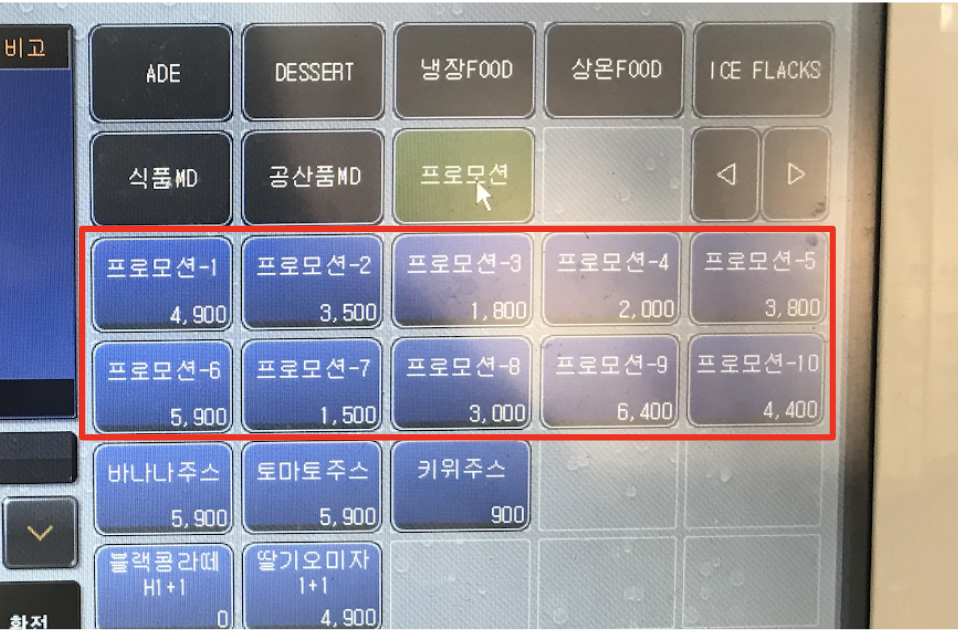 비고
ADE
DESSERT
냉장FOOD
상온FOOD
ICE FLACKS
식품MD
공산품MD
프로모션
프로모션-1
4,900
프로모션-2
3,500
프로모션-3
1,800
프로모션-4
2,000
프로모션-5
3,800
프로모션-6
5,900
프로모션-7
1,500
프로모션-8
3,000
프로모션-9
6,400
프로모션-10
4,400
바나나주스
5,900
토마토주스
5,900
키위주스
900
블랙콩라떼
H1+1
0
딸기오미자
1+1
4,900